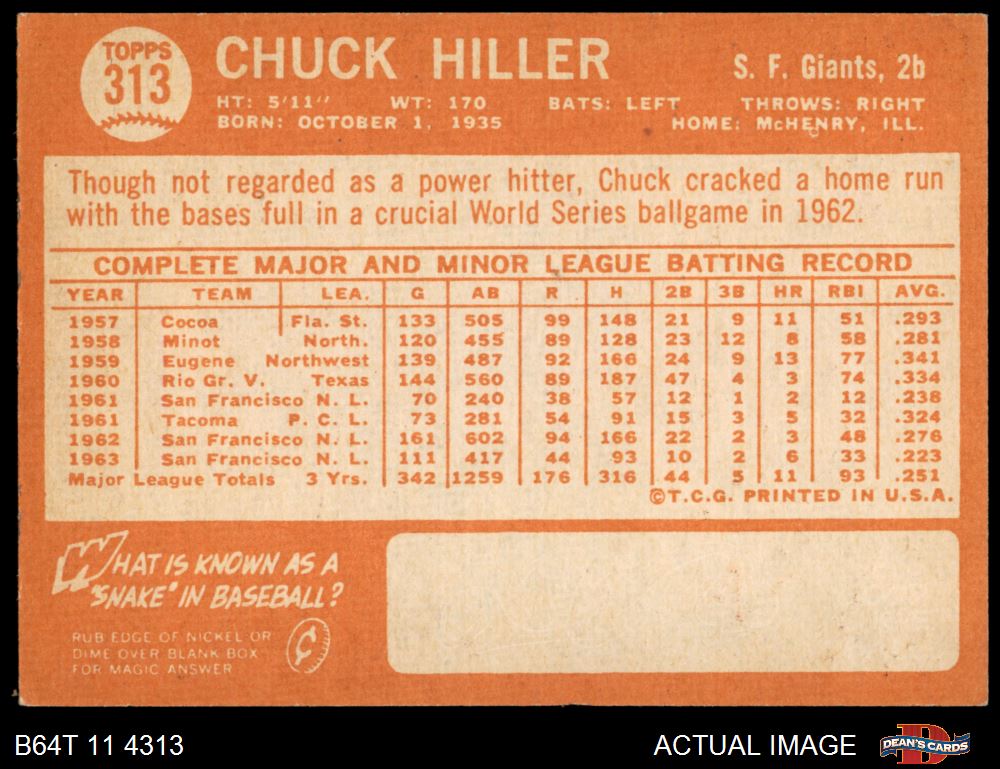 TOPPS
313
CHUCK HILLER
S. F. Giants, 2b
HT: 5'11" WT: 170 BATS: LEFT THROWS: RIGHT
BORN: OCTOBER 1, 1935 HOME: McHENRY, ILL.
Though not regarded as a power hitter, Chuck cracked a home run
with the bases full in a crucial World Series ballgame in 1962.
COMPLETE MAJOR AND MINOR LEAGUE BATTING RECORD
YEAR TEAM LEA. G AB R H 2B 3B HR RBI AVG.
1957 Cocoa Fla. St. 133 505 99 148 21 9 11 51 .293
1958 Minot North. 120 455 89 128 23 12 8 58 .281
1959 Eugene Northwest 139 487 92 166 24 9 13 77 .341
1960 Rio Gr. V. Texas 144 560 89 187 47 4 3 74 .334
1961 San Francisco N. L. 70 240 38 57 12 1 2 12 .238
1961 Tacoma P. C. L. 73 281 54 91 15 3 5 32 .324
1962 San Francisco N. L. 161 602 94 166 22 2 3 48 .276
1963 San Francisco N. L. 111 417 44 93 10 2 6 33 .223
Major League Totals 3 Yrs. 342 1259 176 316 44 5 11 93 .251
©T.C.G. PRINTED IN U.S.A.
WHAT IS KNOWN AS A
"SNAKE" IN BASEBALL?
RUB EDGE OF NICKEL OR
DIME OVER BLANK BOX
FOR MAGIC ANSWER
¢
B64T 11 4313
ACTUAL IMAGE
D
DEAN'S CARDS